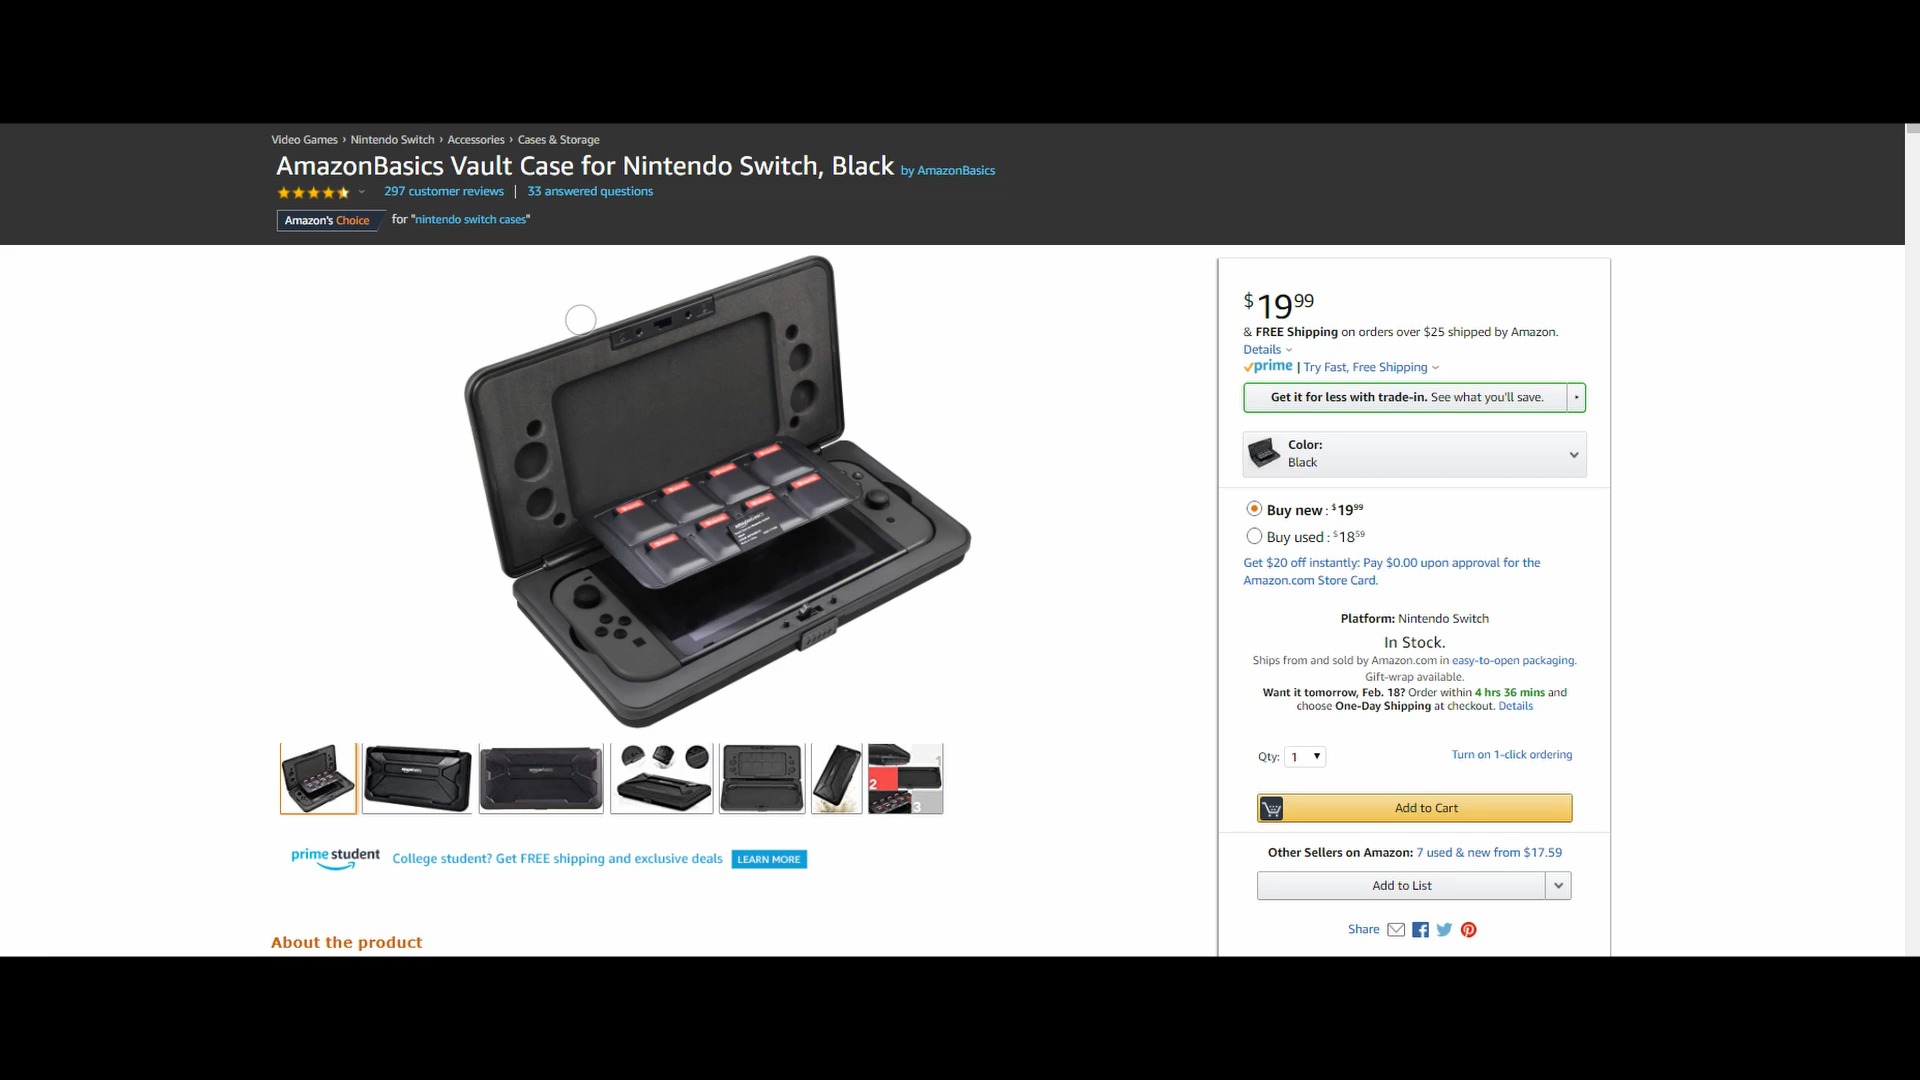 Video Games › Nintendo Switch › Accessories › Cases & Storage
AmazonBasics Vault Case for Nintendo Switch, Black by AmazonBasics
297 customer reviews | 33 answered questions
Amazon's Choice for "nintendo switch cases"
$19.99
& FREE Shipping on orders over $25 shipped by Amazon.
Details
prime | Try Fast, Free Shipping
Get it for less with trade-in. See what you'll save.
Color:
Black
Buy new : $19.99
Buy used : $18.59
Get $20 off instantly: Pay $0.00 upon approval for the
Amazon.com Store Card.
Platform: Nintendo Switch
In Stock.
Ships from and sold by Amazon.com in easy-to-open packaging.
Gift-wrap available.
Want it tomorrow, Feb. 18? Order within 4 hrs 36 mins and
choose One-Day Shipping at checkout. Details
Qty: 1
Turn on 1-click ordering
Add to Cart
Other Sellers on Amazon: 7 used & new from $17.59
Add to List
Share
2
3
prime student College student? Get FREE shipping and exclusive deals LEARN MORE
About the product